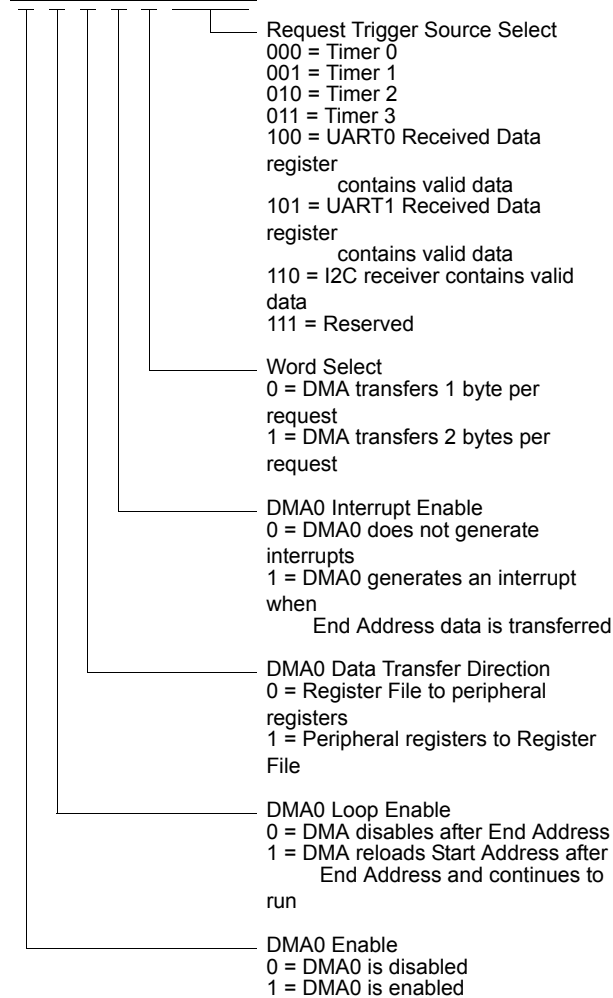 Request Trigger Source Select
000 = Timer 0
001 = Timer 1
010 = Timer 2
011 = Timer 3
100 = UART0 Received Data
register
contains valid data
101 = UART1 Received Data
register
contains valid data
110 = I2C receiver contains valid
data
111 = Reserved
Word Select
0 = DMA transfers 1 byte per
request
1 = DMA transfers 2 bytes per
request
DMA0 Interrupt Enable
0 = DMA0 does not generate
interrupts
1 = DMA0 generates an interrupt
when
End Address data is transferred
DMA0 Data Transfer Direction
0 = Register File to peripheral
registers
1 = Peripheral registers to Register
File
DMA0 Loop Enable
0 = DMA disables after End Address
1 = DMA reloads Start Address after
End Address and continues to
run
DMA0 Enable
0 = DMA0 is disabled
1 = DMA0 is enabled